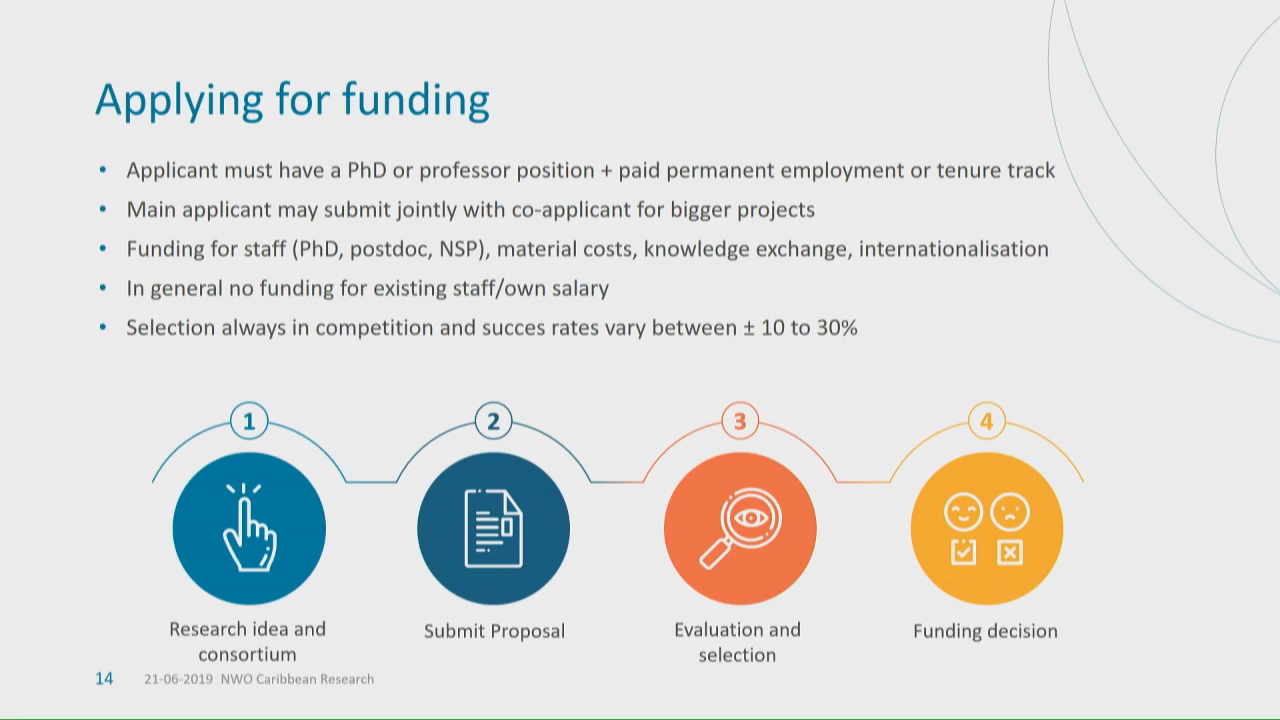 Applying for funding
• Applicant must have a PhD or professor position + paid permanent employment or tenure track
• Main applicant may submit jointly with co-applicant for bigger projects
• Funding for staff (PhD, postdoc, NSP), material costs, knowledge exchange, internationalisation
• In general no funding for existing staff/own salary
• Selection always in competition and succes rates vary between ± 10 to 30%
1
2
3
4
Research idea and
consortium
Submit Proposal
Evaluation and
selection
Funding decision
14 21-06-2019 NWO Caribbean Research